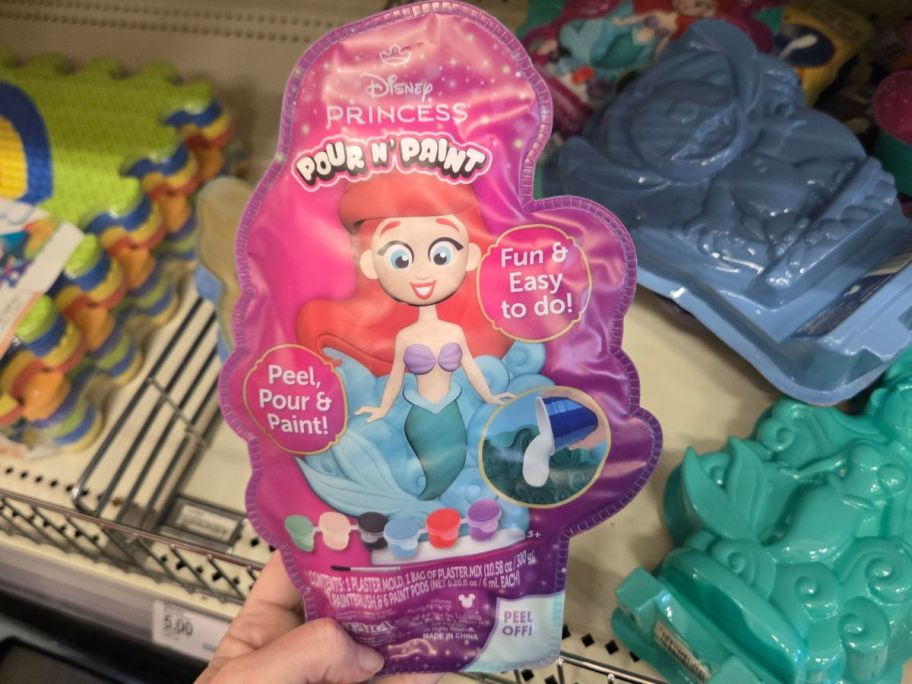 Disney
PRINCESS
POUR N' PAINT
Fun &
Easy
to do!
Peel,
Pour &
Paint!
3+
CONTENTS: 1 PLASTER MOLD, 1 BAG OF PLASTER MIX (10.58 oz / 300 g),
1 PAINTBRUSH & 6 PAINT PODS (NET 0.20 fl oz / 6 mL EACH)
MADE IN CHINA
PEEL
OFF!
5.00